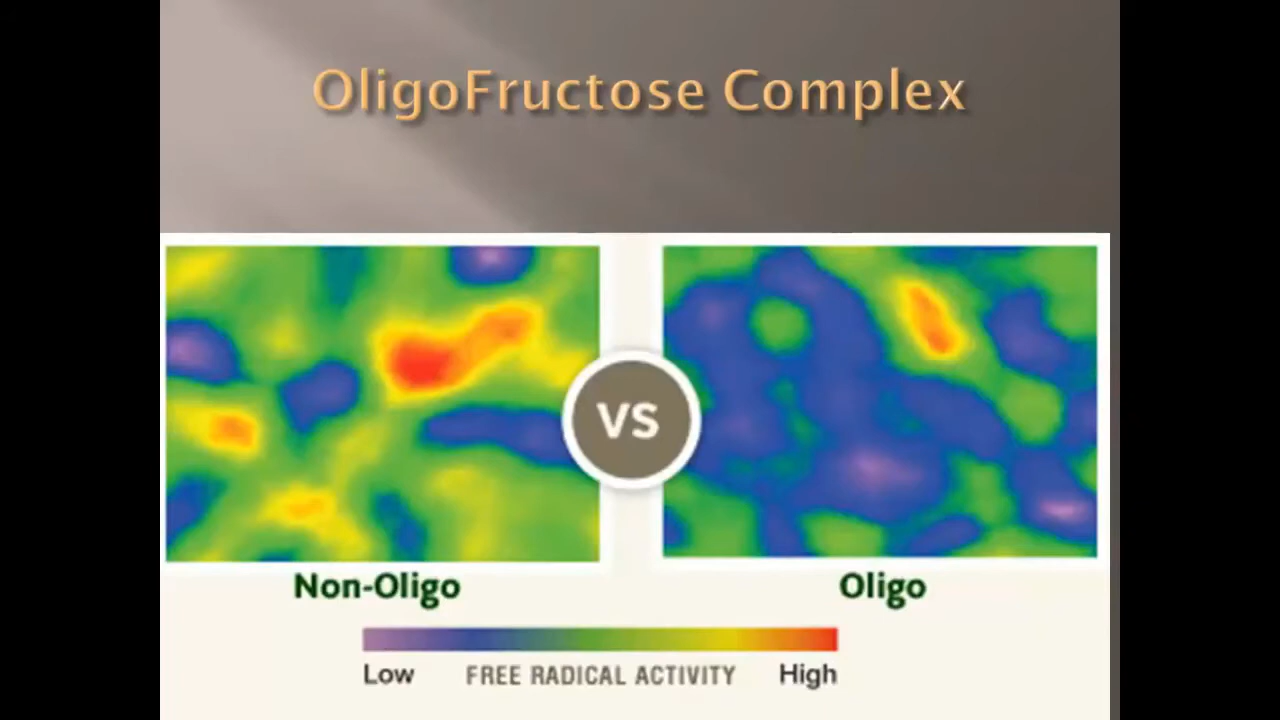 OligoFructose Complex
VS
Non-Oligo
Oligo
Low FREE RADICAL ACTIVITY High